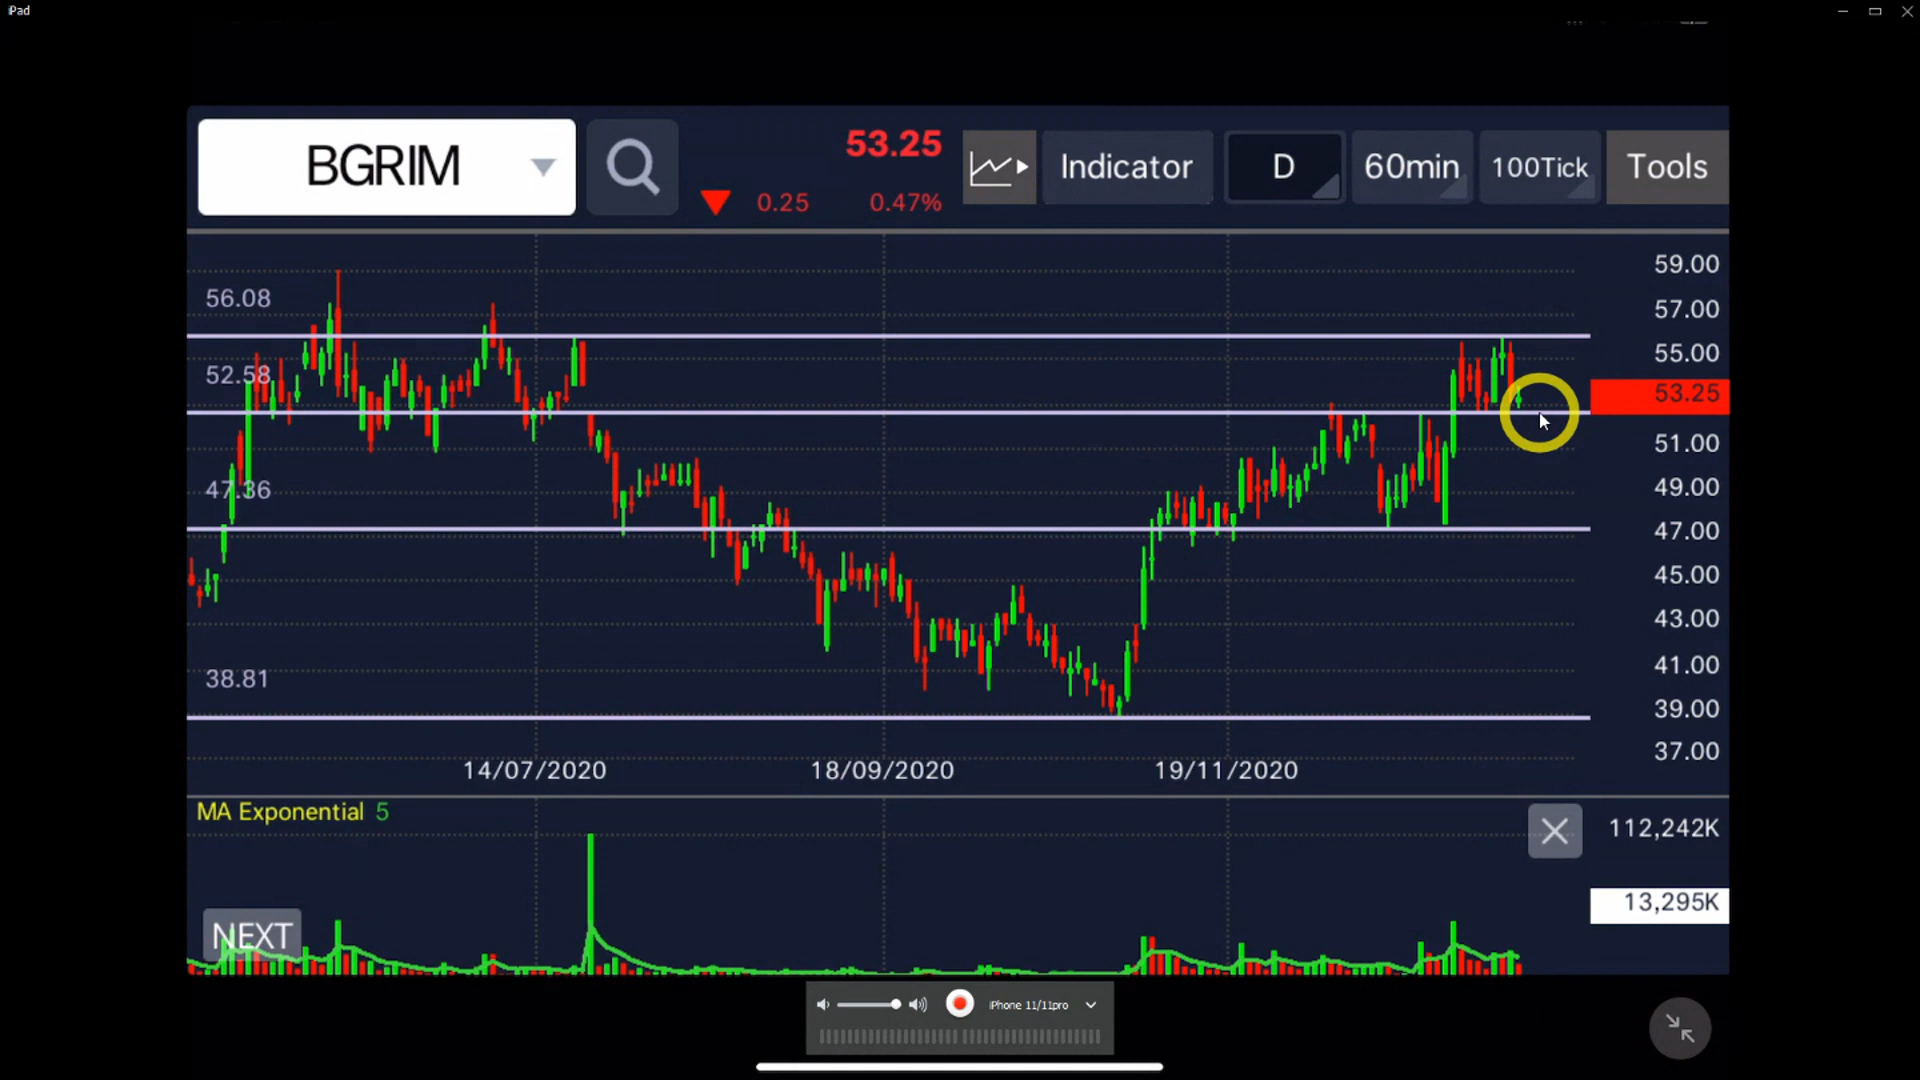 iPad
BGRIM
53.25
0.25 0.47%
Indicator
D
60min
100Tick
Tools
59.00
56.08
57.00
55.00
52.58
53.25
51.00
47.36
49.00
47.00
45.00
43.00
38.81
41.00
39.00
37.00
14/07/2020 18/09/2020 19/11/2020
MA Exponential 5
112,242K
13,295K
NEXT
iPhone 11/11pro